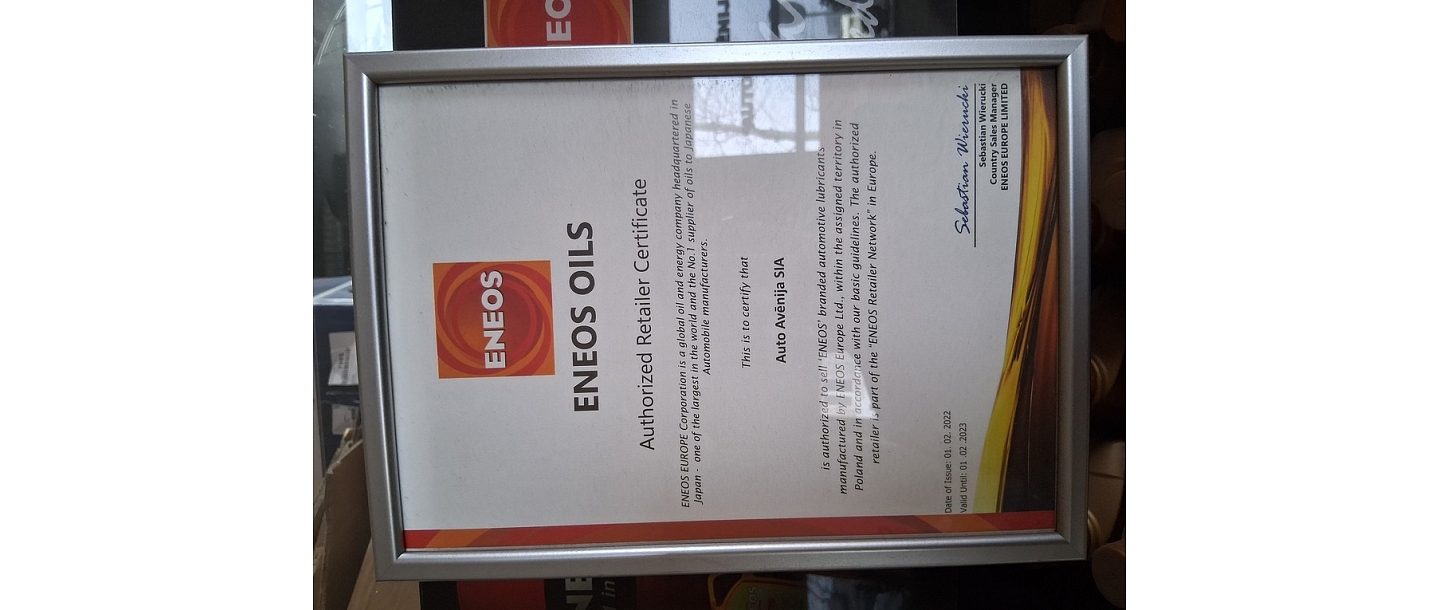 ENEOS
ENEOS OILS
Authorized Retailer Certificate
ENEOS EUROPE Corporation is a global oil and energy company headquartered in
Japan - one of the largest in the world and the No.1 supplier of oils to Japanese
Automobile manufacturers.
This is to certify that
Auto Avēnija SIA
is authorized to sell 'ENEOS' branded automotive lubricants
manufactured by ENEOS Europe Ltd., within the assigned territory in
Poland and in accordance with our basic guidelines. The authorized
retailer is part of the "ENEOS Retailer Network" in Europe.
Date of Issue: 01. 02. 2022
Valid Until: 01 .02 .2023
Sebastian Wierucki
Sebastian Wierucki
Country Sales Manager
ENEOS EUROPE LIMITED